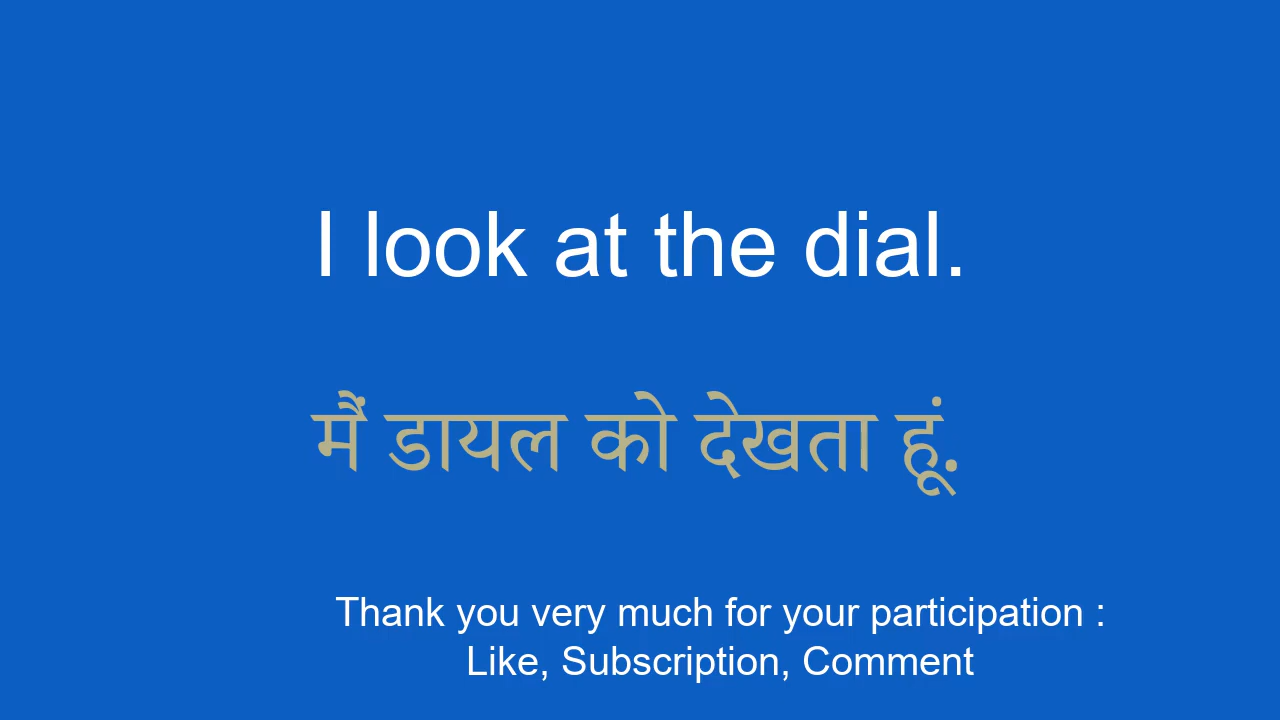 I look at the dial.
मैं डायल को देखता हूं.
Thank you very much for your participation :
Like, Subscription, Comment